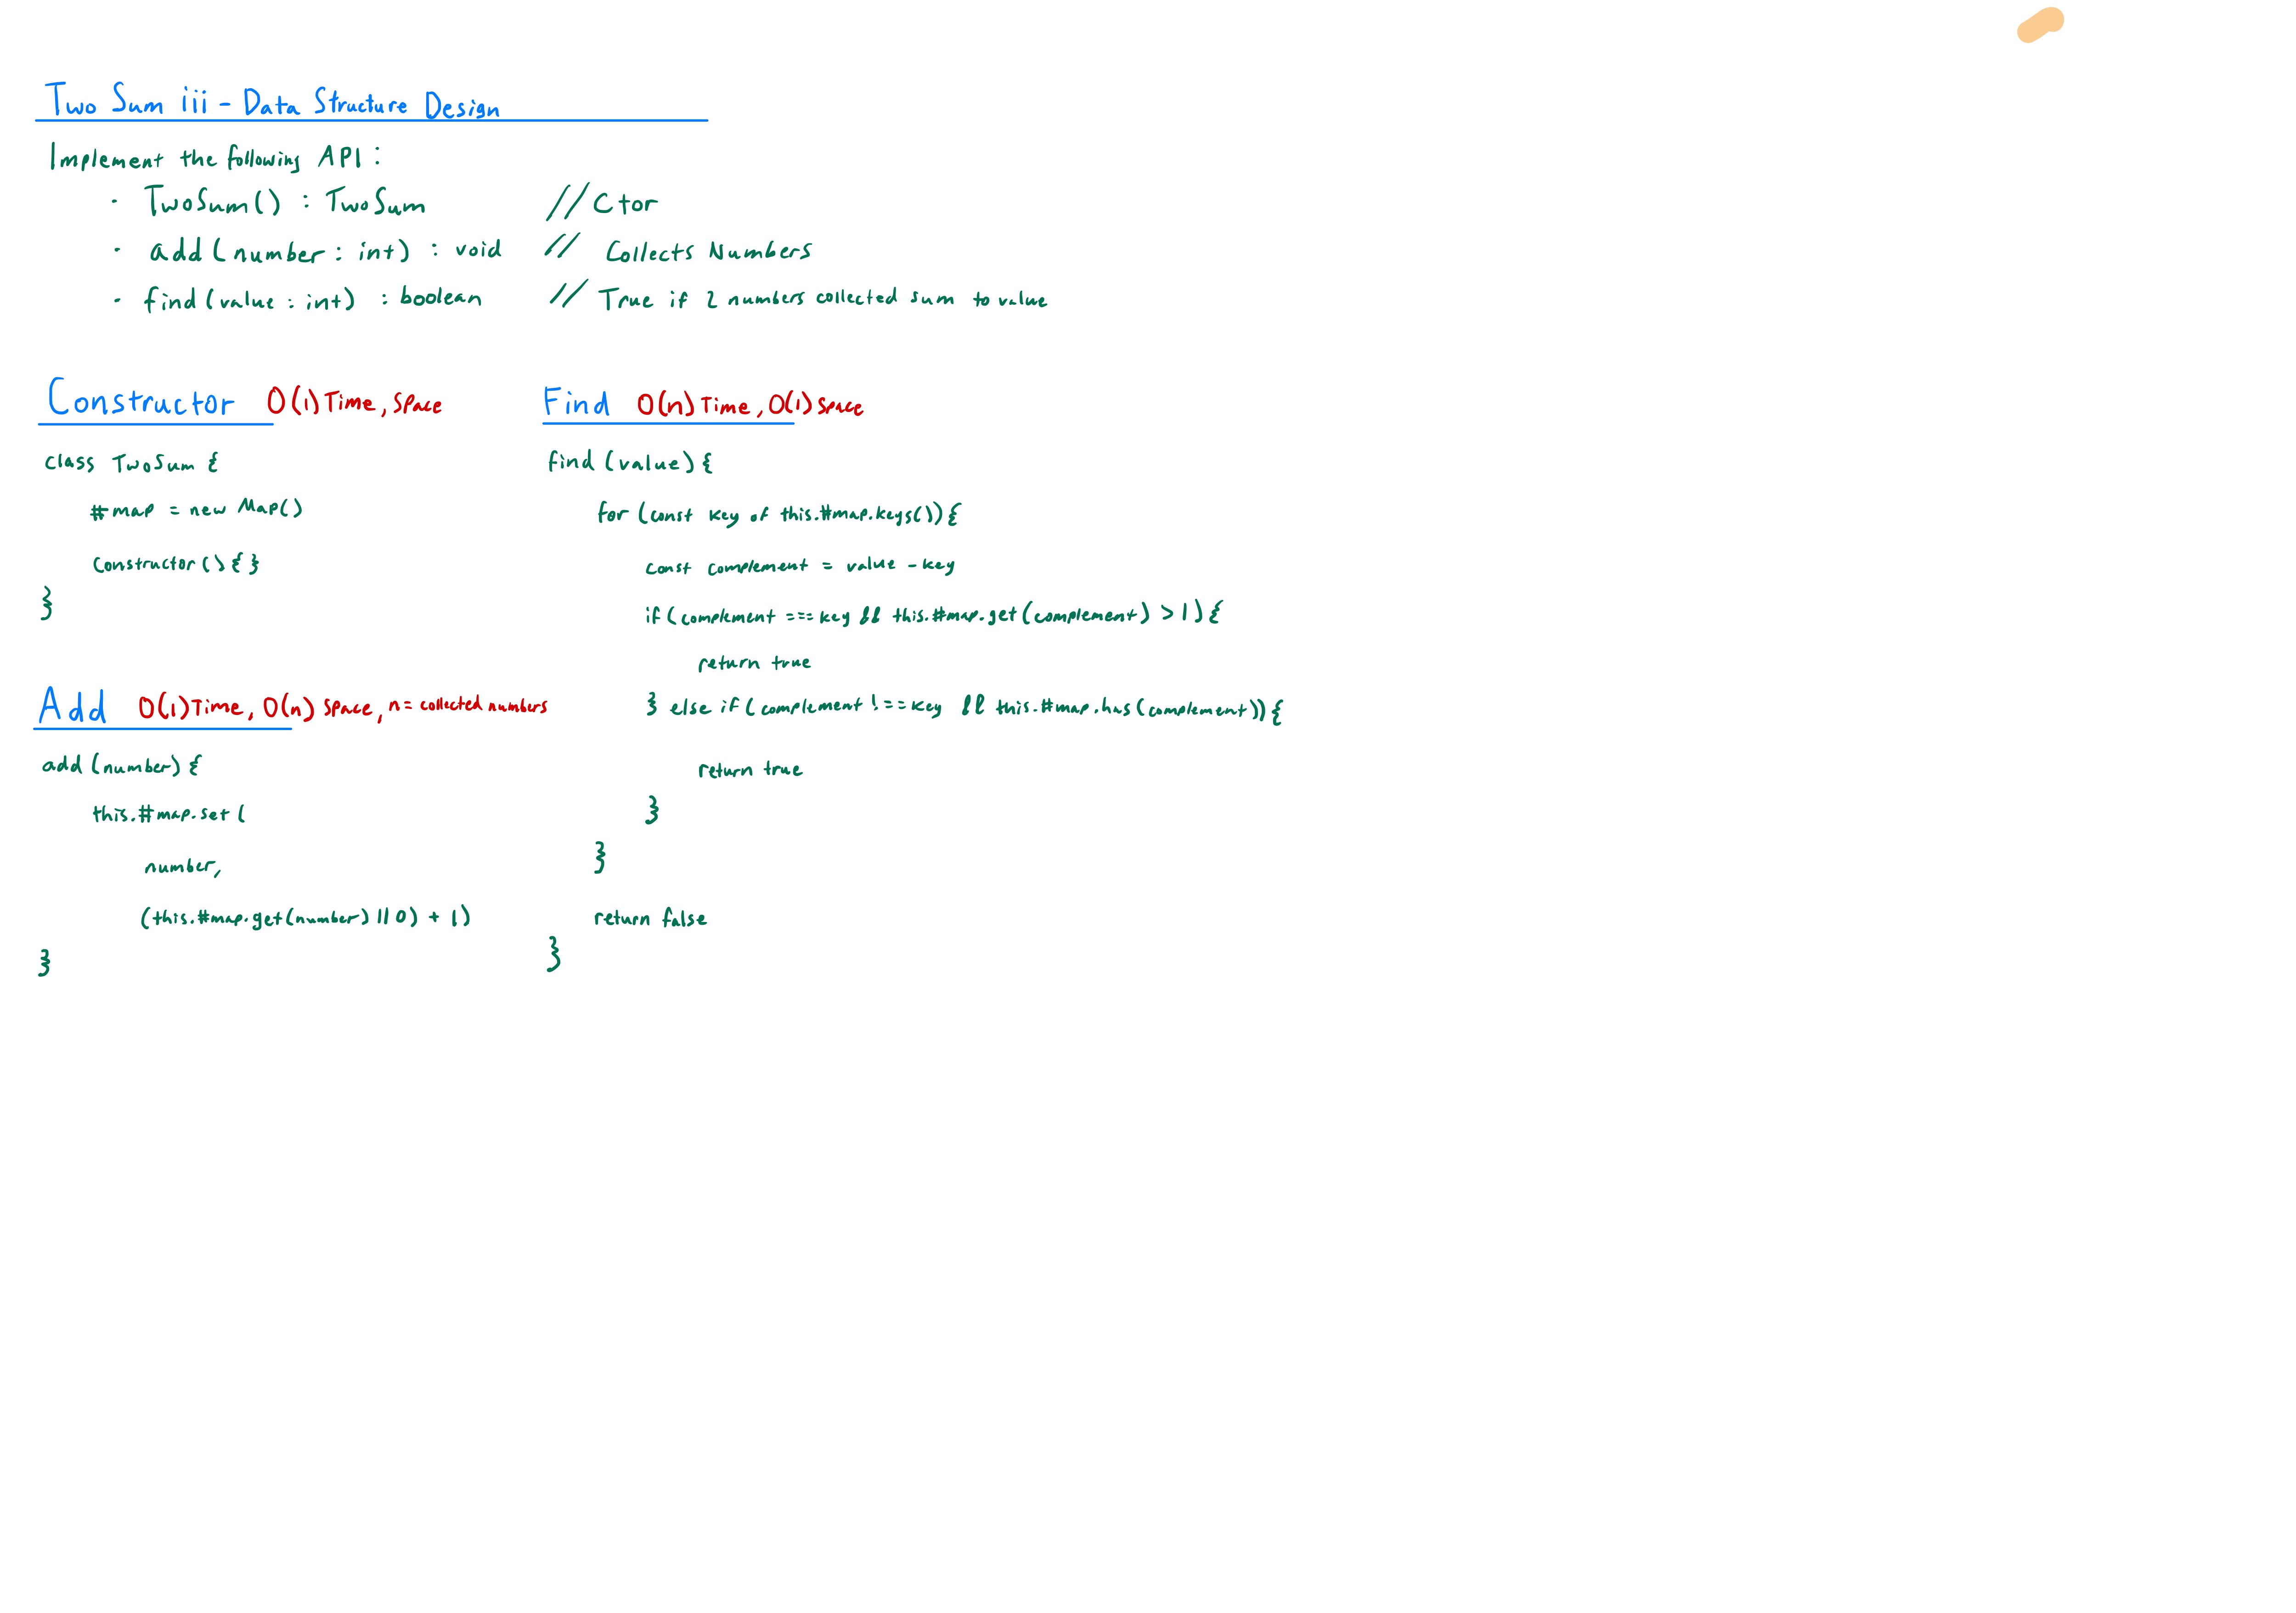 Two Sum iii - Data Structure Design
Implement the following API:
· TwoSum() : TwoSum // Ctor
· add(number: int) : void // Collects Numbers
· find(value: int) : boolean // True if 2 numbers collected sum to value
Constructor O(1) Time, Space
class TwoSum {
#map = new Map()
Constructor() { }
}
Add O(1) Time, O(n) Space, n = collected numbers
add(number) {
this.#map.set(
number,
(this.#map.get(number) || 0) + 1)
}
Find O(n) Time, O(1) Space
find(value) {
for (const key of this.#map.keys()) {
const complement = value - key
if (complement === key && this.#map.get(complement) > 1) {
return true
} else if (complement !== key && this.#map.has(complement)) {
return true
}
}
return false
}